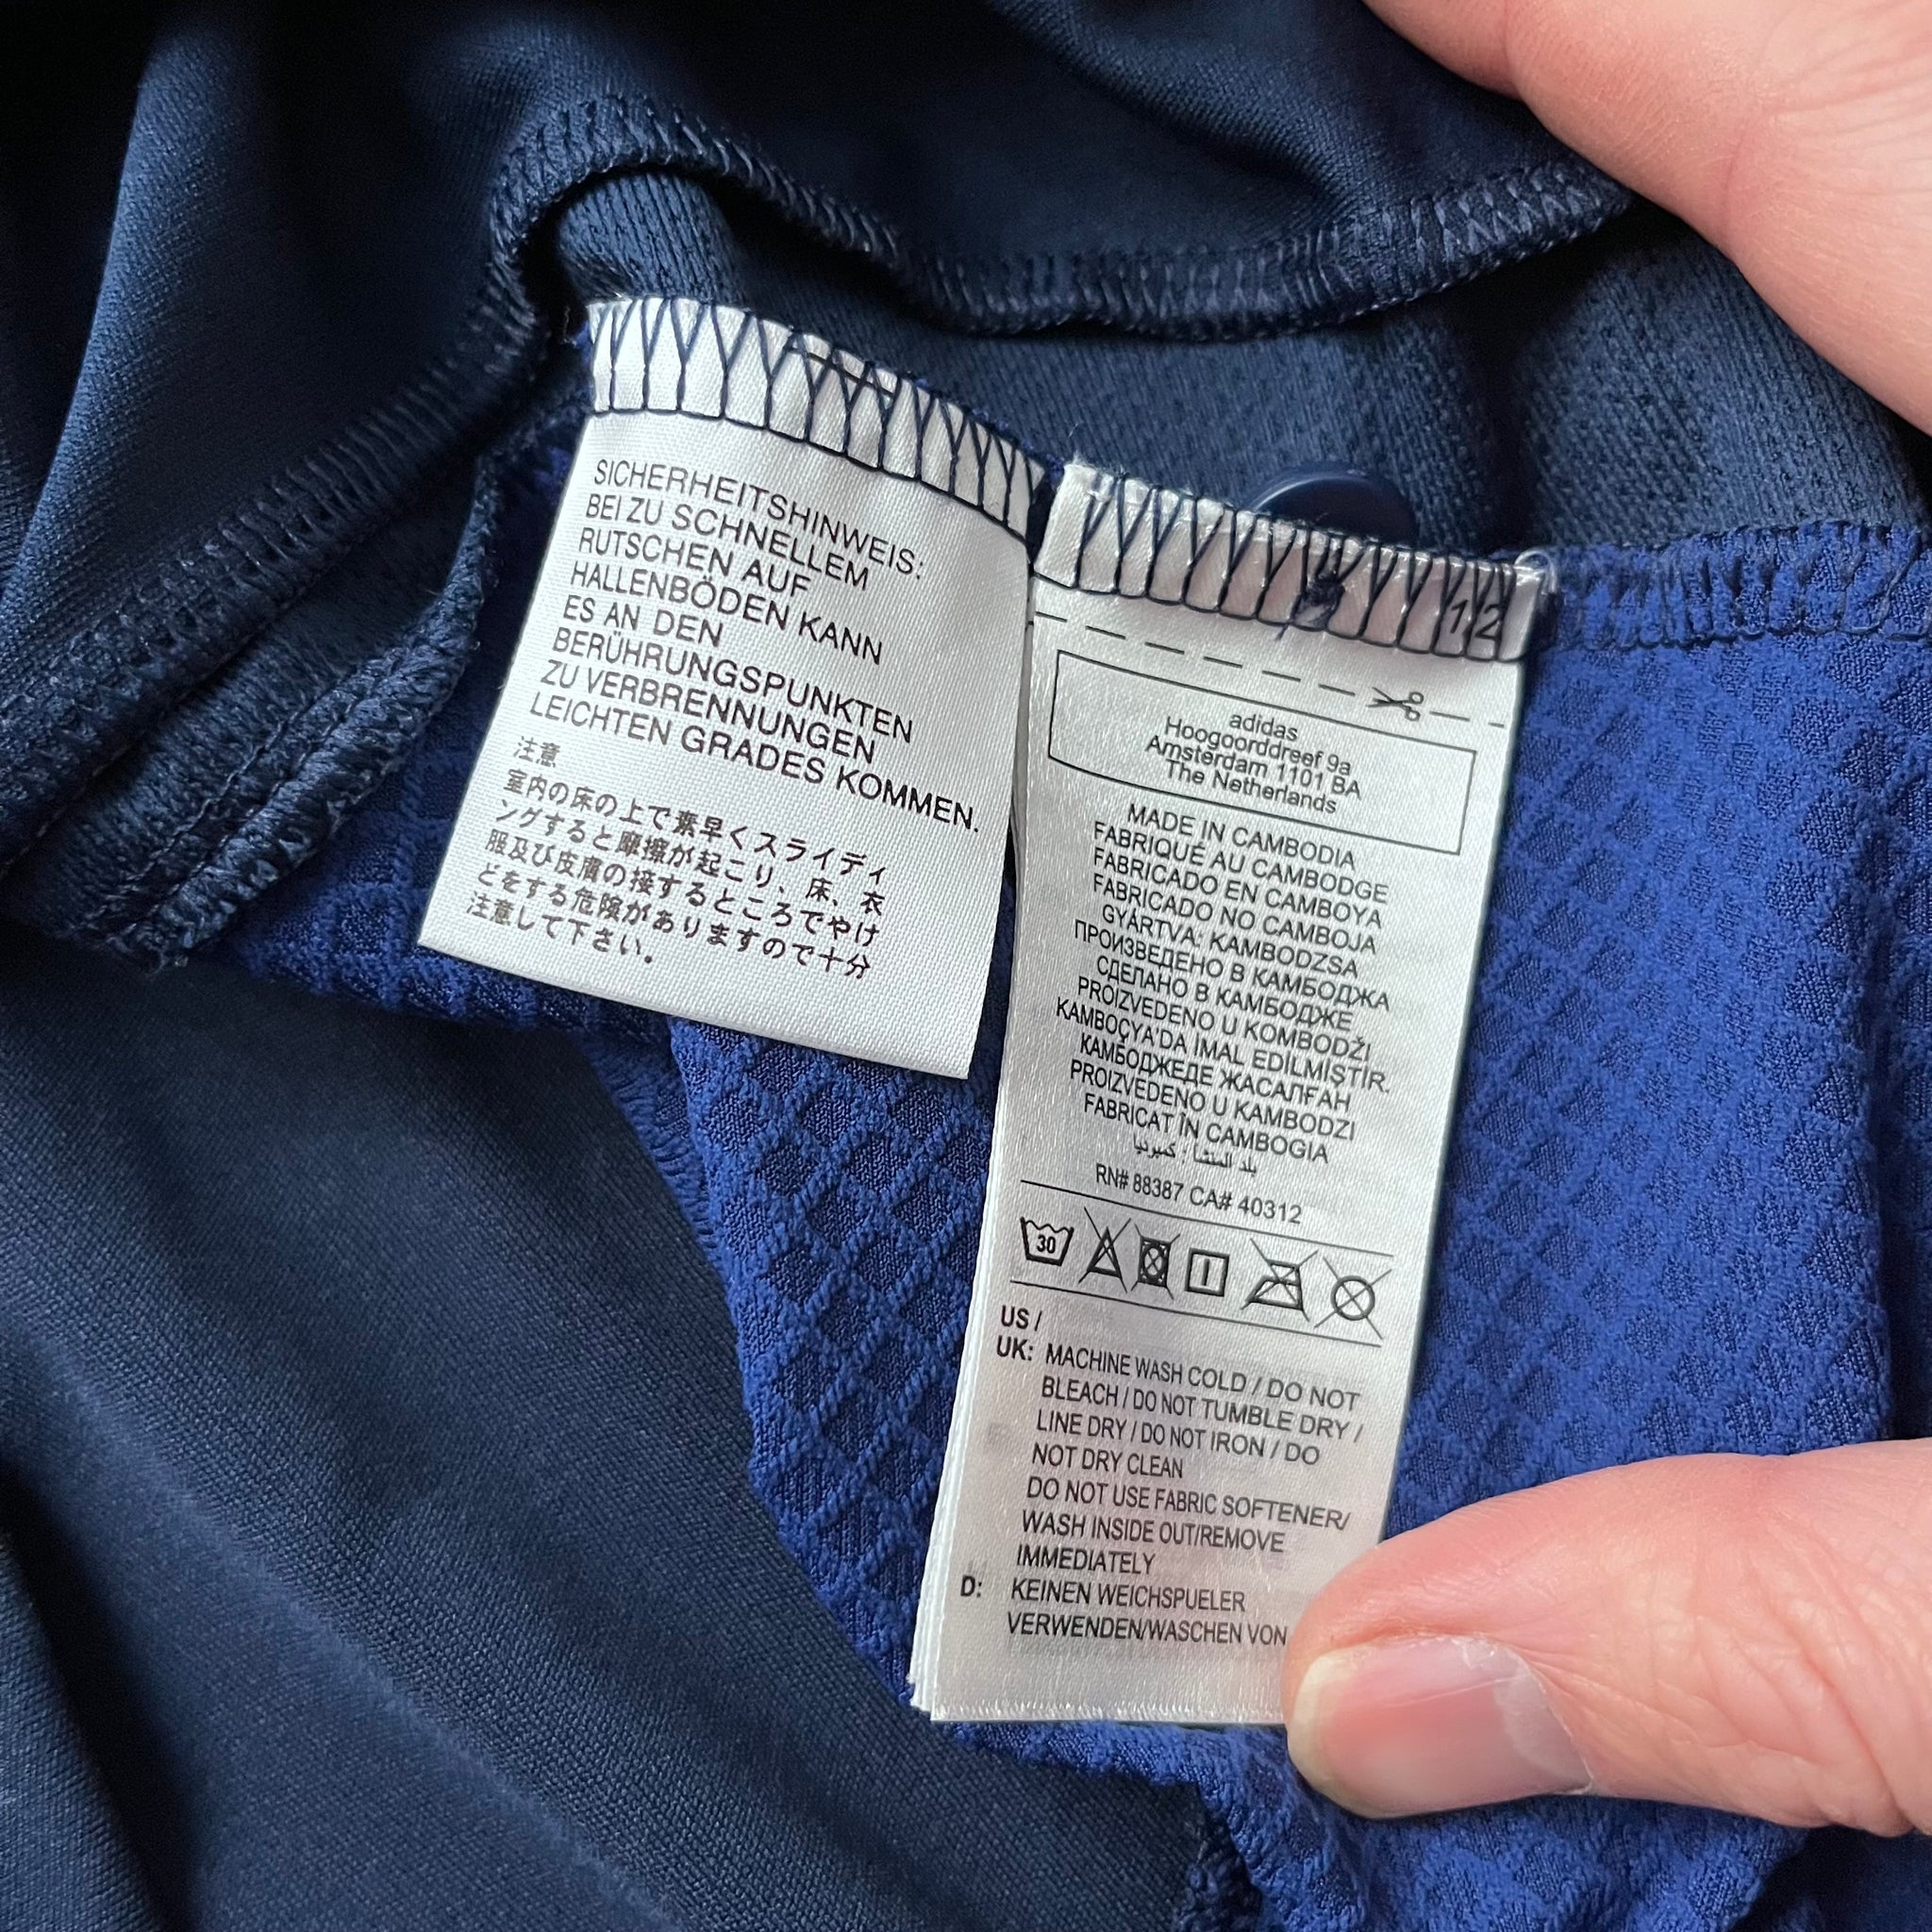 SICHERHEITSHINWEIS:
BEI ZU SCHNELLEM
RUTSCHEN AUF
HALLENBÖDEN KANN
ES AN DEN
BERÜHRUNGSPUNKTEN
ZU VERBRENNUNGEN
LEICHTEN GRADES KOMMEN.
注意
室内の床の上で素早くスライディ
ングすると摩擦が起こり、床、衣
服及び皮膚の接するところでやけ
どをする危険がありますので十分
注意して下さい。
1/2
adidas
Hoogoorddreef 9a
Amsterdam 1101 BA
The Netherlands
MADE IN CAMBODIA
FABRIQUÉ AU CAMBODGE
FABRICADO EN CAMBOYA
FABRICADO NO CAMBOJA
GYÁRTVA: KAMBODZSA
ПРОИЗВЕДЕНО В КАМБОДЖА
СДЕЛАНО В КАМБОДЖЕ
PROIZVEDENO U KOMBODŽI
KAMBOÇYA'DA İMAL EDİLMİŞTİR.
КАМБОДЖЕДЕ ЖАСАЛҒАН
PROIZVEDENO U KAMBODZI
FABRICAT ÎN CAMBOGIA
بلد المنشأ : كمبوديا
RN# 88387 CA# 40312
30
US /
UK: MACHINE WASH COLD / DO NOT
BLEACH / DO NOT TUMBLE DRY /
LINE DRY / DO NOT IRON / DO
NOT DRY CLEAN
DO NOT USE FABRIC SOFTENER/
WASH INSIDE OUT/REMOVE
IMMEDIATELY
D: KEINEN WEICHSPUELER
VERWENDEN/WASCHEN VON